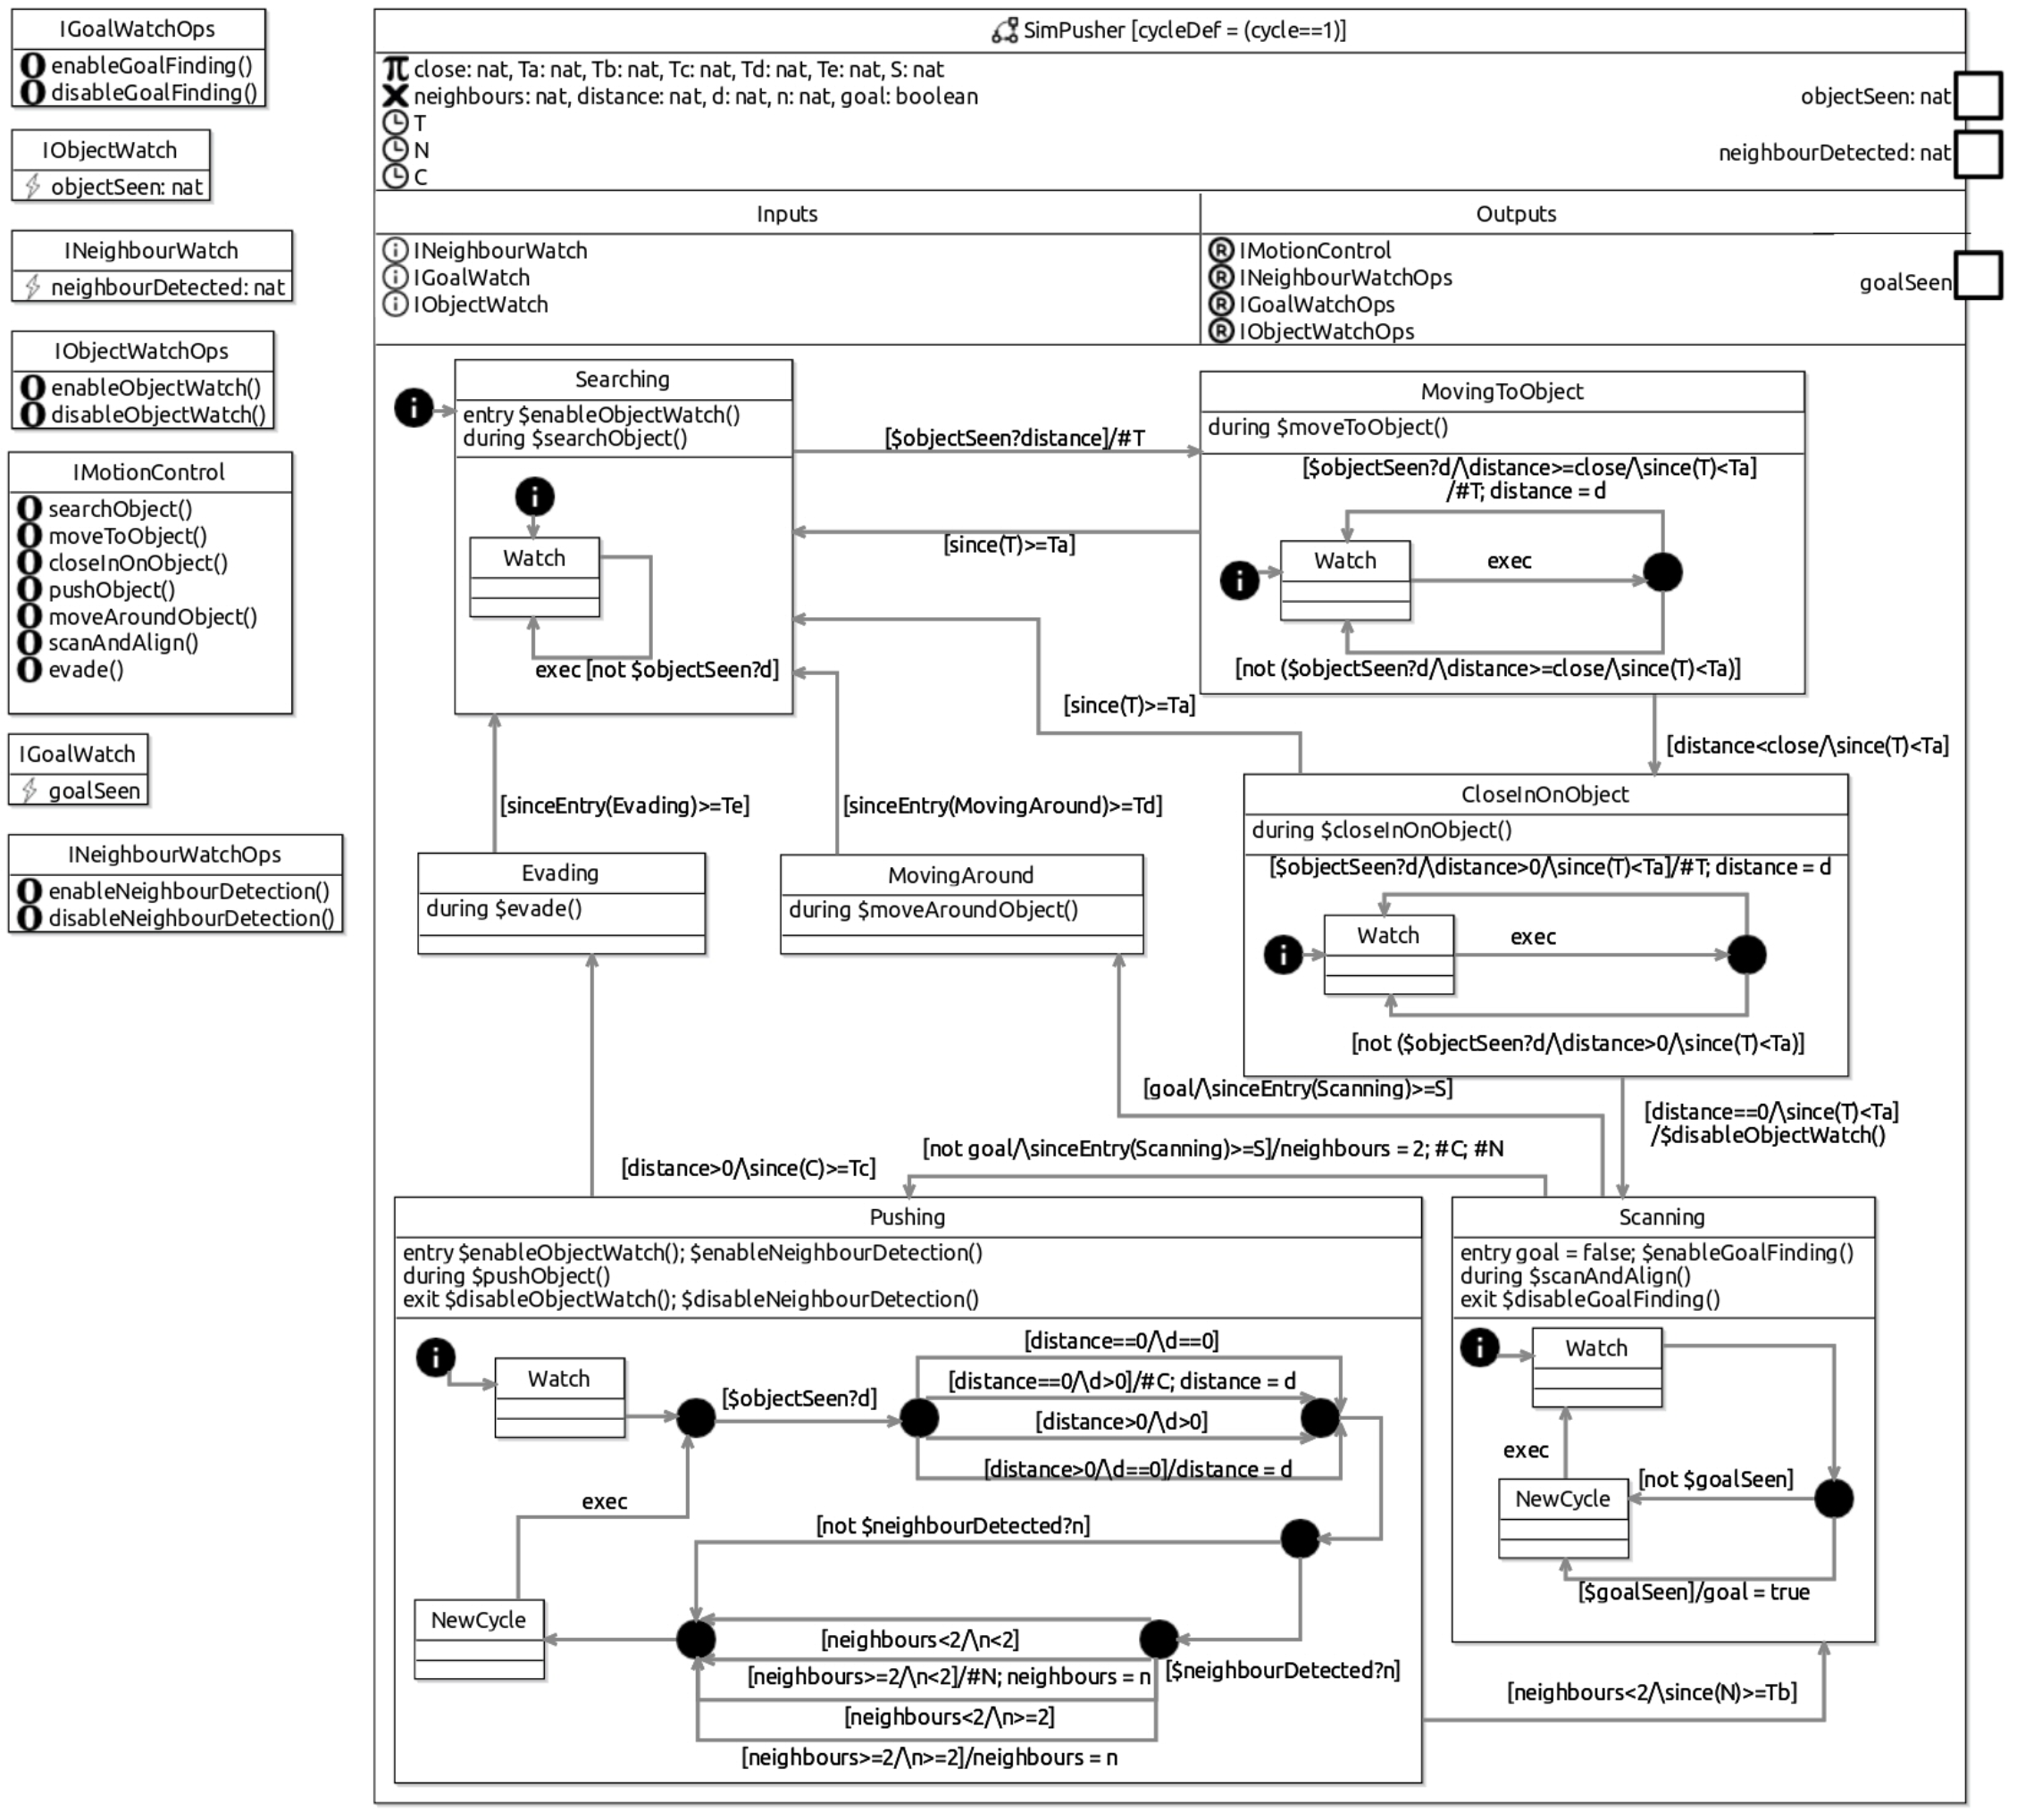 IGoalWatchOps
O enableGoalFinding()
O disableGoalFinding()
IObjectWatch
objectSeen: nat
INeighbourWatch
neighbourDetected: nat
IObjectWatchOps
O enableObjectWatch()
O disableObjectWatch()
IMotionControl
O searchObject()
O moveToObject()
O closeInOnObject()
O pushObject()
O moveAroundObject()
O scanAndAlign()
O evade()
IGoalWatch
goalSeen
INeighbourWatchOps
O enableNeighbourDetection()
O disableNeighbourDetection()
SimPusher [cycleDef = (cycle==1)]
π close: nat, Ta: nat, Tb: nat, Tc: nat, Td: nat, Te: nat, S: nat
X neighbours: nat, distance: nat, d: nat, n: nat, goal: boolean
T
N
C
objectSeen: nat
neighbourDetected: nat
goalSeen
Inputs
i INeighbourWatch
i IGoalWatch
i IObjectWatch
Outputs
R IMotionControl
R INeighbourWatchOps
R IGoalWatchOps
R IObjectWatchOps
i
Searching
entry $enableObjectWatch()
during $searchObject()
i
Watch
exec [not $objectSeen?d]
[$objectSeen?distance]/#T
[since(T)>=Ta]
MovingToObject
during $moveToObject()
[$objectSeen?d/\distance>=close/\since(T)<Ta]
/#T; distance = d
i
Watch
exec
[not ($objectSeen?d/\distance>=close/\since(T)<Ta)]
[since(T)>=Ta]
[distance<close/\since(T)<Ta]
[sinceEntry(Evading)>=Te]
[sinceEntry(MovingAround)>=Td]
Evading
during $evade()
MovingAround
during $moveAroundObject()
CloseInOnObject
during $closeInOnObject()
[$objectSeen?d/\distance>0/\since(T)<Ta]/#T; distance = d
i
Watch
exec
[not ($objectSeen?d/\distance>0/\since(T)<Ta)]
[goal/\sinceEntry(Scanning)>=S]
[distance==0/\since(T)<Ta]
/$disableObjectWatch()
[not goal/\sinceEntry(Scanning)>=S]/neighbours = 2; #C; #N
[distance>0/\since(C)>=Tc]
Pushing
entry $enableObjectWatch(); $enableNeighbourDetection()
during $pushObject()
exit $disableObjectWatch(); $disableNeighbourDetection()
i
Watch
[$objectSeen?d]
[distance==0/\d==0]
[distance==0/\d>0]/#C; distance = d
[distance>0/\d>0]
[distance>0/\d==0]/distance = d
exec
[not $neighbourDetected?n]
NewCycle
[neighbours<2/\n<2]
[$neighbourDetected?n]
[neighbours>=2/\n<2]/#N; neighbours = n
[neighbours<2/\n>=2]
[neighbours>=2/\n>=2]/neighbours = n
Scanning
entry goal = false; $enableGoalFinding()
during $scanAndAlign()
exit $disableGoalFinding()
i
Watch
exec
[not $goalSeen]
NewCycle
[$goalSeen]/goal = true
[neighbours<2/\since(N)>=Tb]